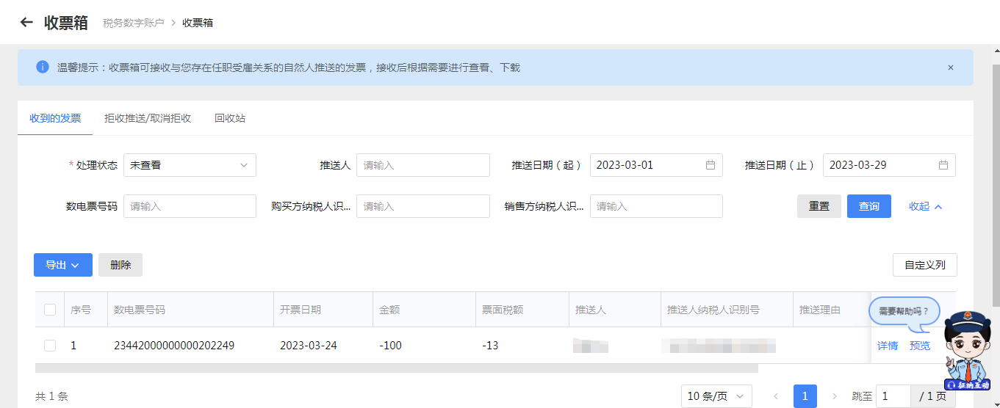 收票箱 税务数字账户 > 收票箱
温馨提示：收票箱可接收与您存在任职受雇关系的自然人推送的发票，接收后根据需要进行查看、下载 ×
收到的发票 拒收推送/取消拒收 回收站
* 处理状态 未查看 推送人 请输入 推送日期（起） 2023-03-01 推送日期（止） 2023-03-29
数电票号码 请输入 购买方纳税人识... 请输入 销售方纳税人识... 请输入 重置 查询 收起
导出 删除 自定义列
序号 数电票号码 开票日期 金额 票面税额 推送人 推送人纳税人识别号 推送理由
需要帮助吗？
1 23442000000000202249 2023-03-24 -100 -13 详情 预览
征纳互动
共 1 条 10 条/页 < 1 > 跳至 1 / 1 页